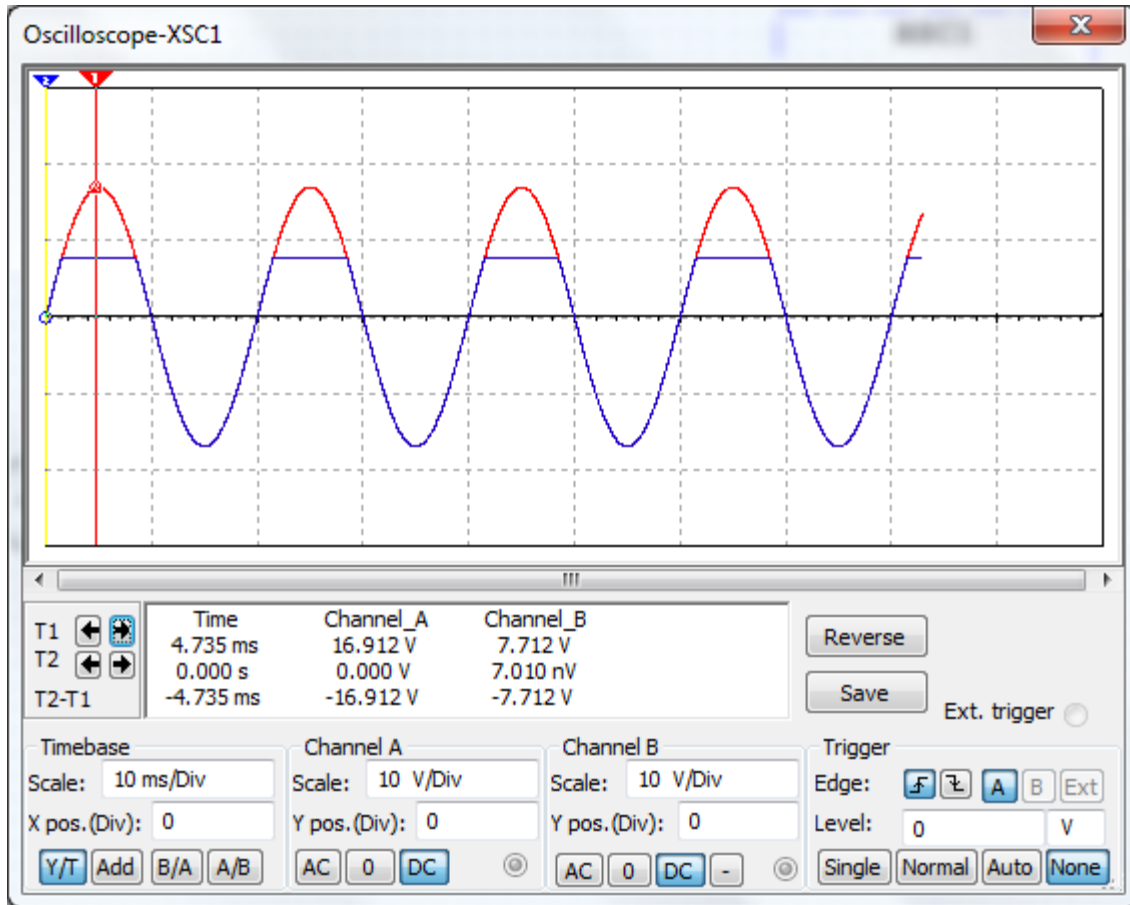 Oscilloscope-XSC1
2 1
Time Channel_A Channel_B
T1 4.735 ms 16.912 V 7.712 V
T2 0.000 s 0.000 V 7.010 nV
T2-T1 -4.735 ms -16.912 V -7.712 V
Reverse
Save
Ext. trigger
Timebase
Scale: 10 ms/Div
X pos.(Div): 0
Y/T Add B/A A/B
Channel A
Scale: 10 V/Div
Y pos.(Div): 0
AC 0 DC
Channel B
Scale: 10 V/Div
Y pos.(Div): 0
AC 0 DC -
Trigger
Edge: A B Ext
Level: 0 V
Single Normal Auto None